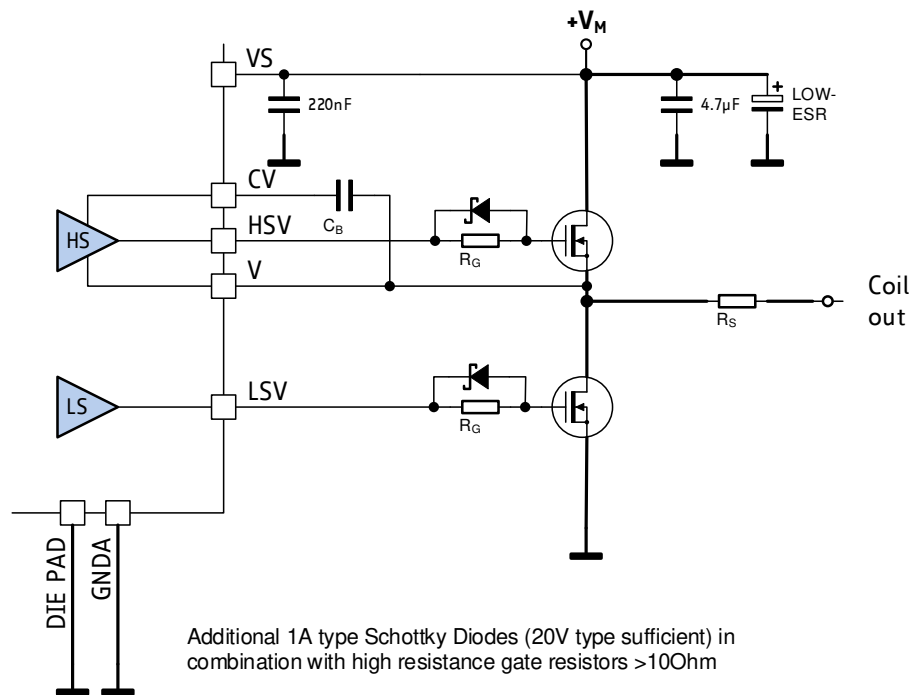 +VM
VS
220nF
4.7µF
+
LOW-
ESR
CV
CB
HS
HSV
RG
V
Coil
out
RS
LS
LSV
RG
DIE PAD
GNDA
Additional 1A type Schottky Diodes (20V type sufficient) in
combination with high resistance gate resistors >10Ohm